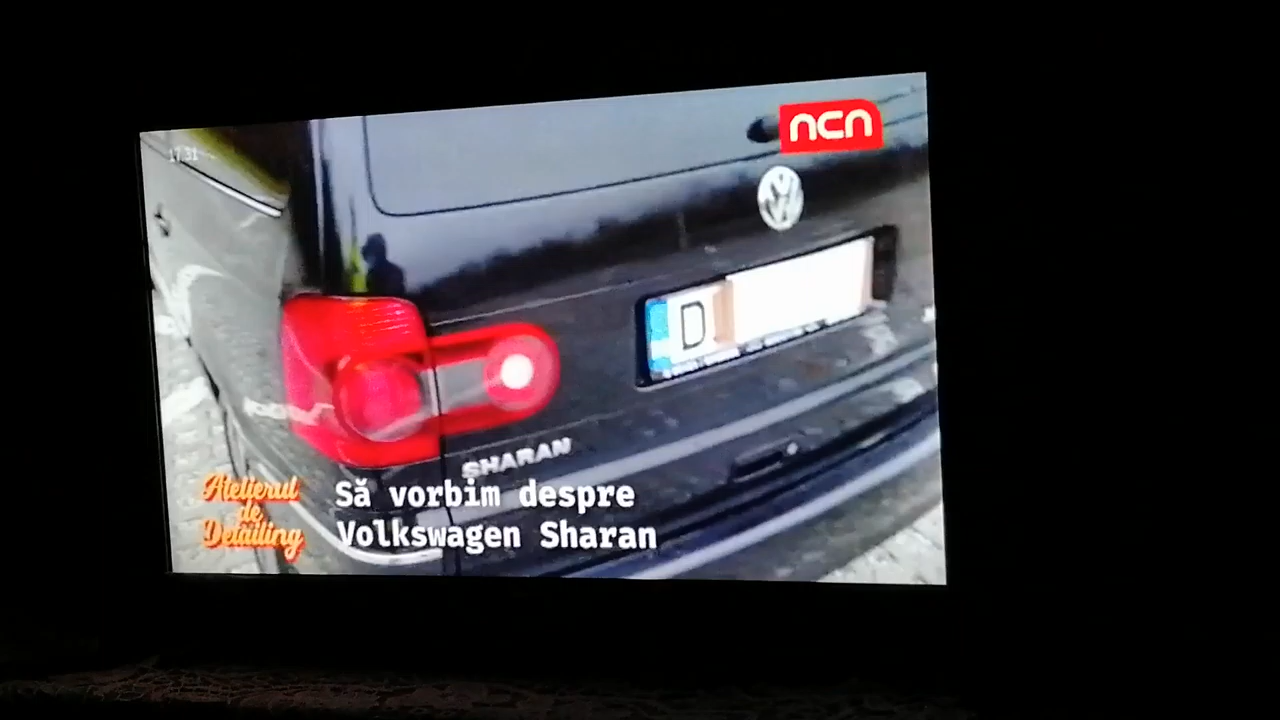 17:31
ncn
D
SHARAN
Atelierul
de
Detailing
Să vorbim despre
Volkswagen Sharan